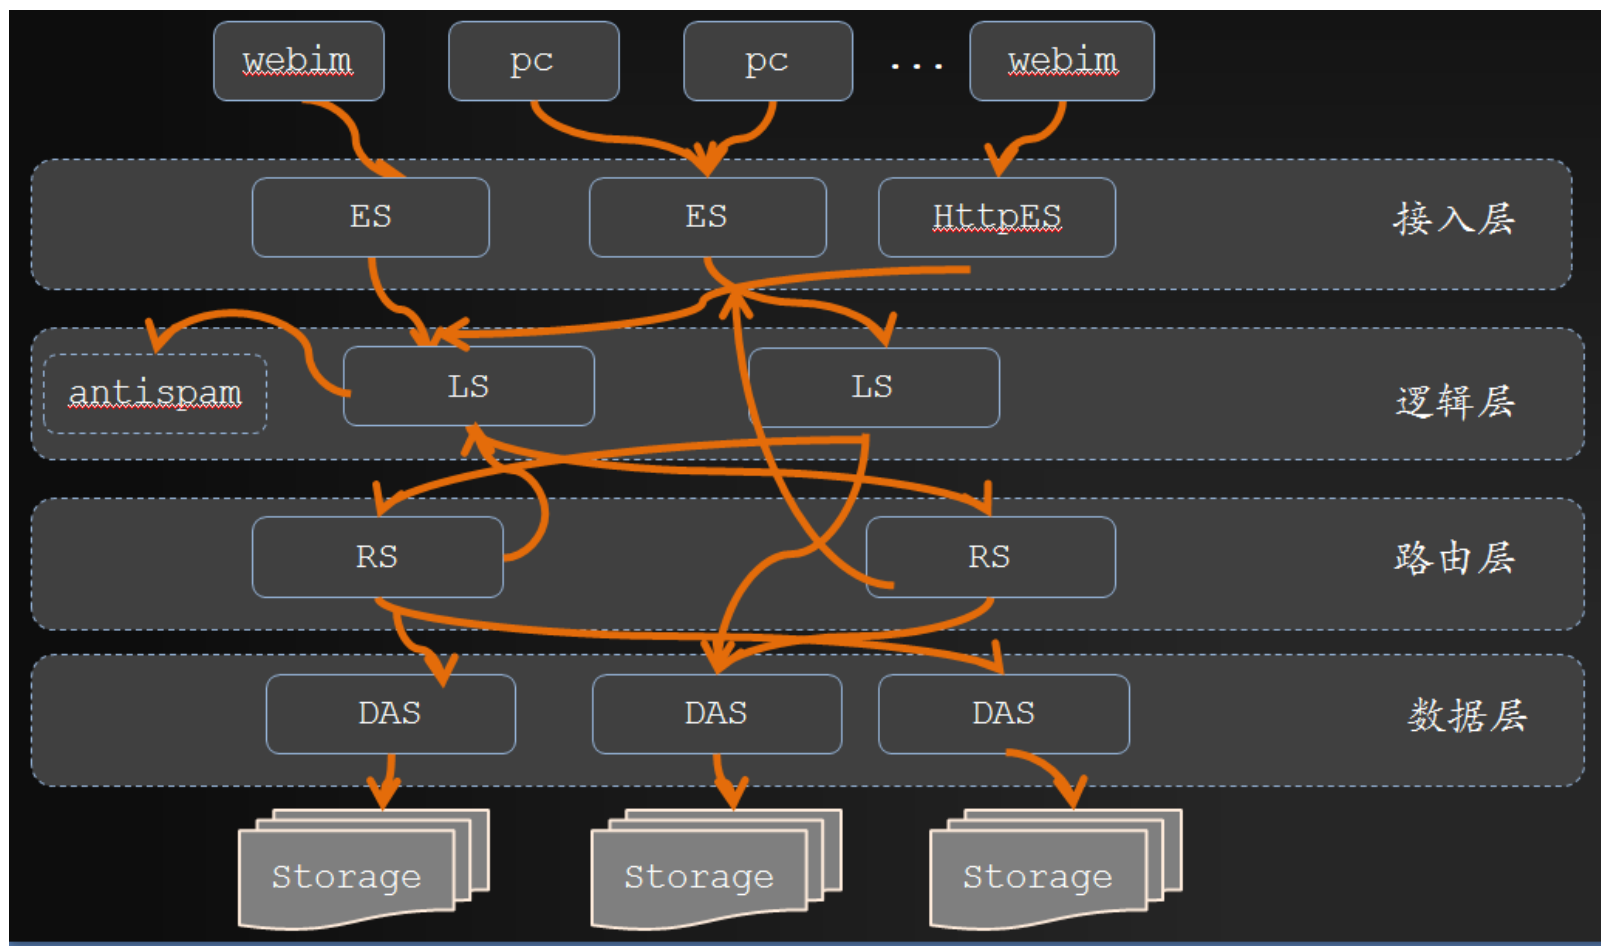 webim
pc
pc
...
webim
ES
ES
HttpES
接入层
antispam
LS
LS
逻辑层
RS
RS
路由层
DAS
DAS
DAS
数据层
Storage
Storage
Storage